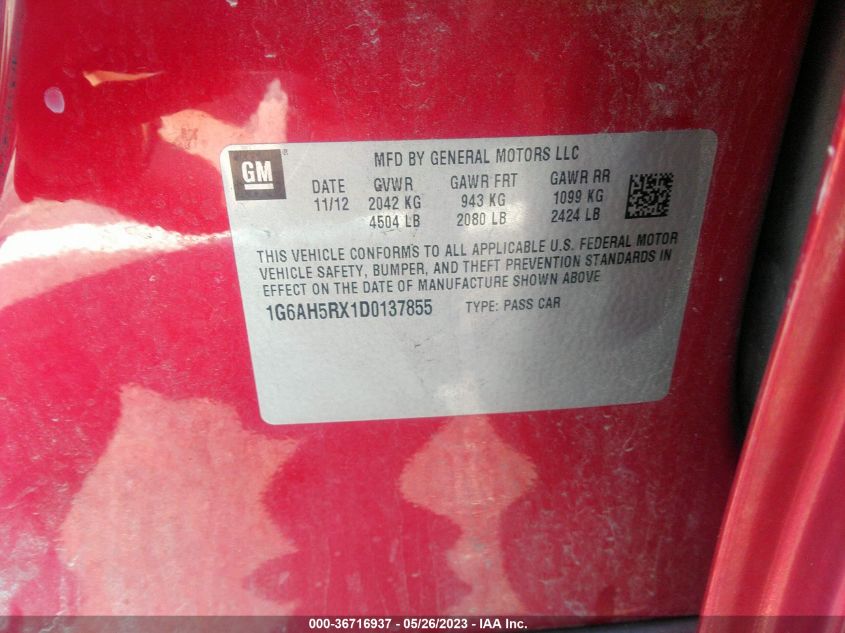 GM ® MFD BY GENERAL MOTORS LLC
DATE GVWR GAWR FRT GAWR RR
11/12 2042 KG 943 KG 1099 KG
4504 LB 2080 LB 2424 LB
THIS VEHICLE CONFORMS TO ALL APPLICABLE U.S. FEDERAL MOTOR
VEHICLE SAFETY, BUMPER, AND THEFT PREVENTION STANDARDS IN
EFFECT ON THE DATE OF MANUFACTURE SHOWN ABOVE
1G6AH5RX1D0137855 TYPE: PASS CAR
000-36716937 - 05/26/2023 - IAA Inc.